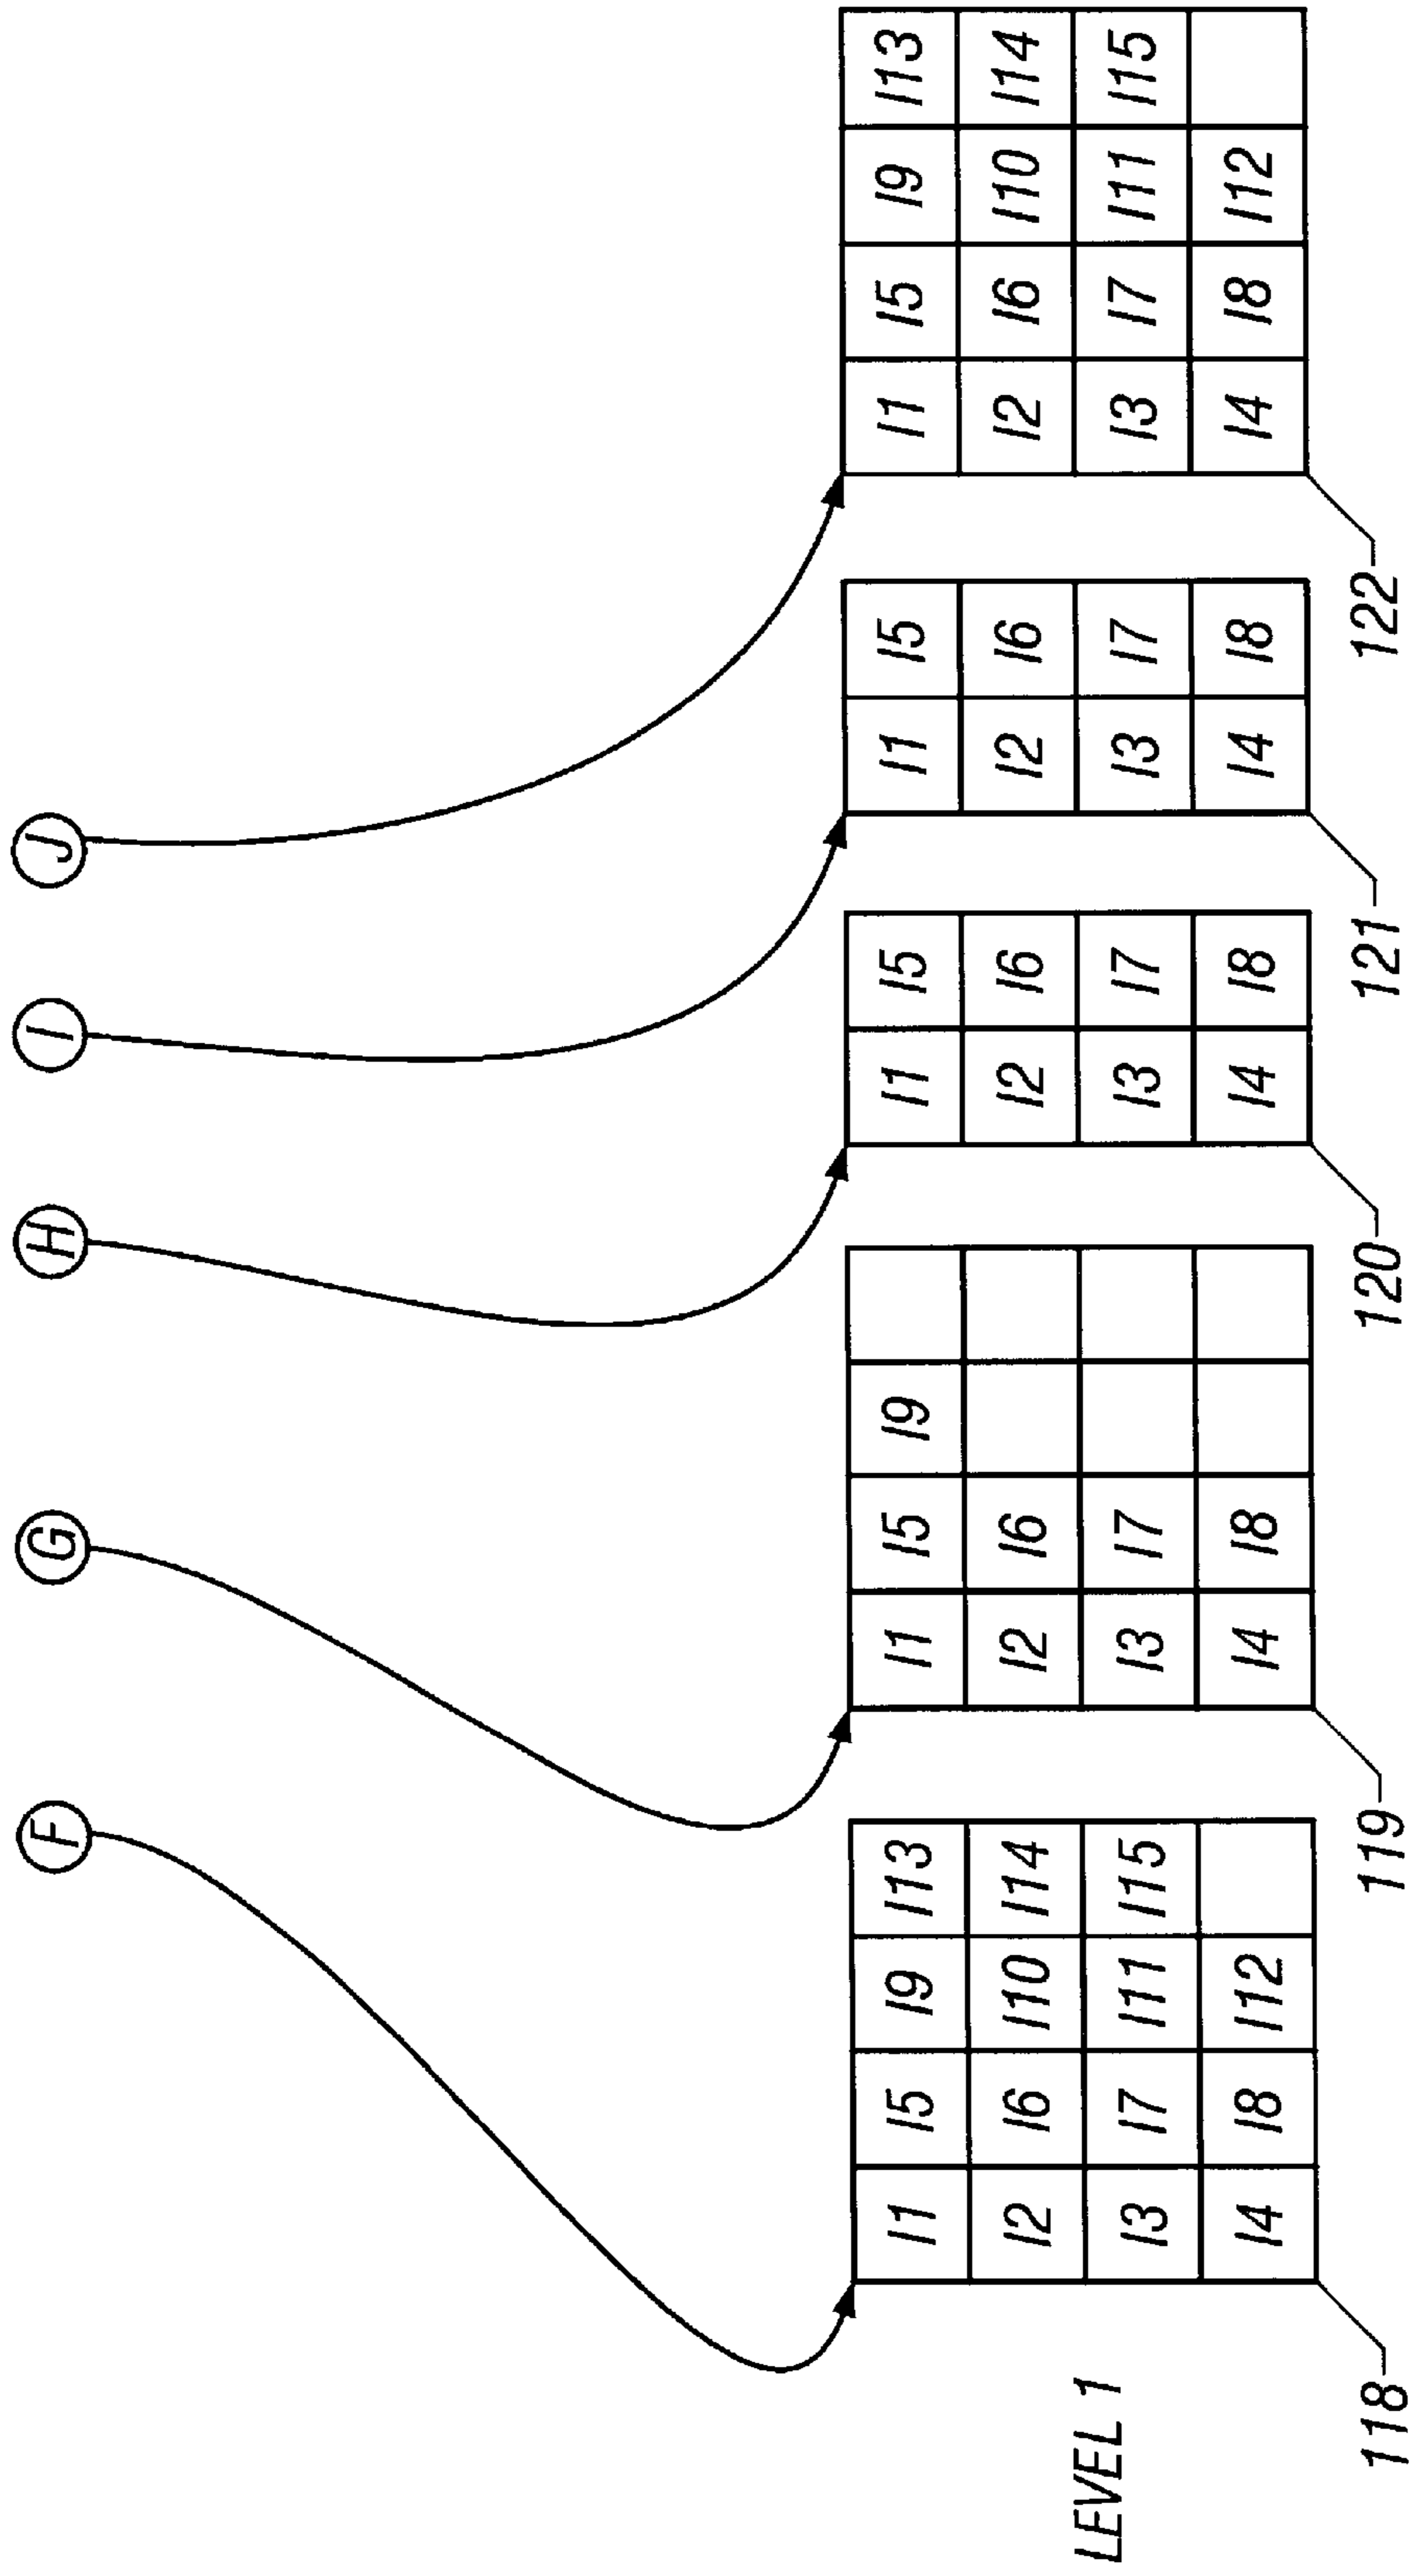 F G H I J
I1 I5 I9 I13 I1 I5 I9 I1 I5 I1 I5 I1 I5 I9 I13
I2 I6 I10 I14 I2 I6 I2 I6 I2 I6 I2 I6 I10 I14
LEVEL 1 I3 I7 I11 I15 I3 I7 I3 I7 I3 I7 I3 I7 I11 I15
I4 I8 I12 I4 I8 I4 I8 I4 I8 I4 I8 I12
118 119 120 121 122